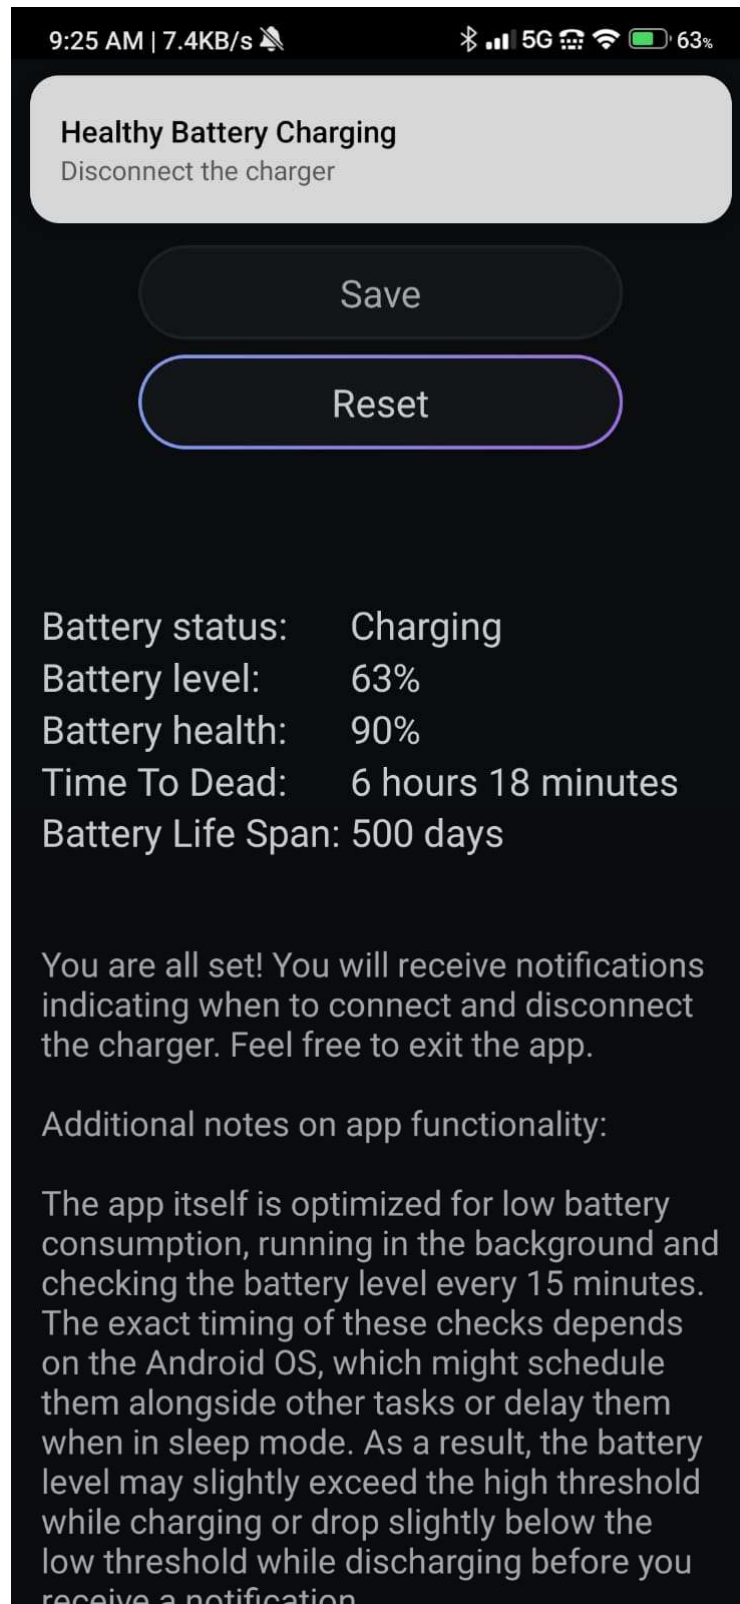 9:25 AM | 7.4KB/s 5G 63%
Healthy Battery Charging
Disconnect the charger
Save
Reset
Battery status: Charging
Battery level: 63%
Battery health: 90%
Time To Dead: 6 hours 18 minutes
Battery Life Span: 500 days
You are all set! You will receive notifications
indicating when to connect and disconnect
the charger. Feel free to exit the app.
Additional notes on app functionality:
The app itself is optimized for low battery
consumption, running in the background and
checking the battery level every 15 minutes.
The exact timing of these checks depends
on the Android OS, which might schedule
them alongside other tasks or delay them
when in sleep mode. As a result, the battery
level may slightly exceed the high threshold
while charging or drop slightly below the
low threshold while discharging before you
receive a notification